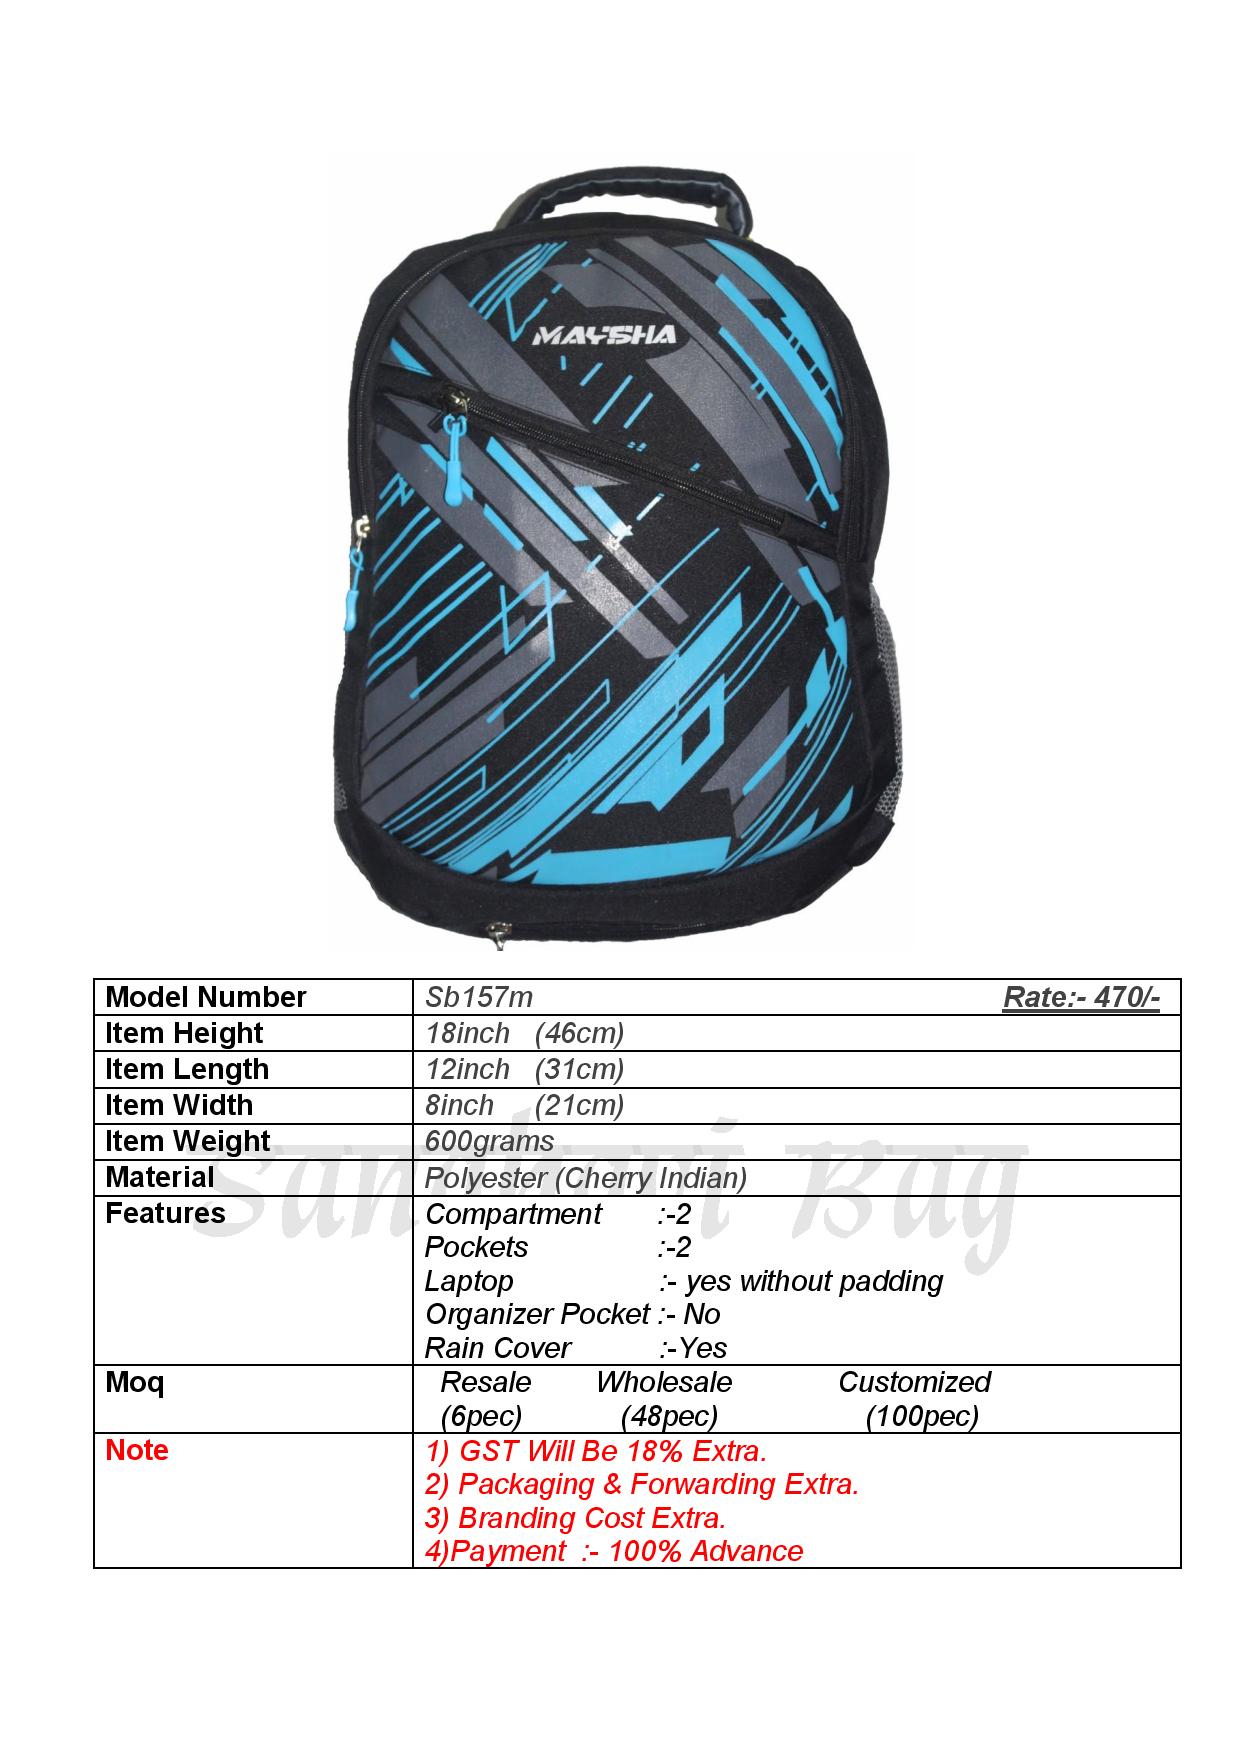 MAYSHA
Model Number Sb157m Rate:- 470/-
Item Height 18inch (46cm)
Item Length 12inch (31cm)
Item Width 8inch (21cm)
Item Weight 600grams
Material Polyester (Cherry Indian)
Features Compartment :-2
Pockets :-2
Laptop :- yes without padding
Organizer Pocket :- No
Rain Cover :-Yes
Moq Resale Wholesale Customized
(6pec) (48pec) (100pec)
Note 1) GST Will Be 18% Extra.
2) Packaging & Forwarding Extra.
3) Branding Cost Extra.
4)Payment :- 100% Advance
Bag